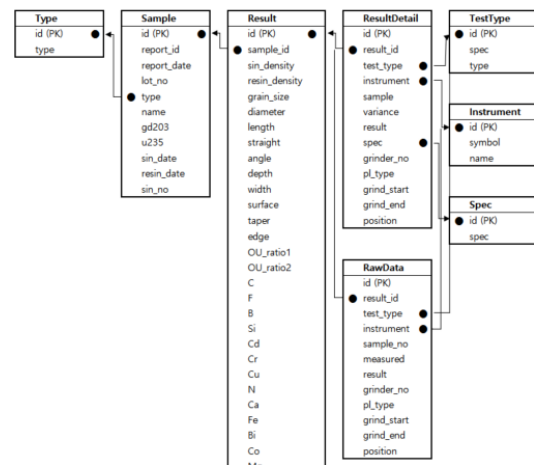 Type
id (PK)
type
Sample
id (PK)
report_id
report_date
lot_no
type
name
gd203
u235
sin_date
resin_date
sin_no
Result
id (PK)
sample_id
sin_density
resin_density
grain_size
diameter
length
straight
angle
depth
width
surface
taper
edge
OU_ratio1
OU_ratio2
C
F
B
Si
Cd
Cr
Cu
N
Ca
Fe
Bi
Co
ResultDetail
id (PK)
result_id
test_type
instrument
sample
variance
result
spec
grinder_no
pl_type
grind_start
grind_end
position
RawData
id (PK)
result_id
test_type
instrument
sample_no
measured
result
grinder_no
pl_type
grind_start
grind_end
position
TestType
id (PK)
spec
type
Instrument
id (PK)
symbol
name
Spec
id (PK)
spec